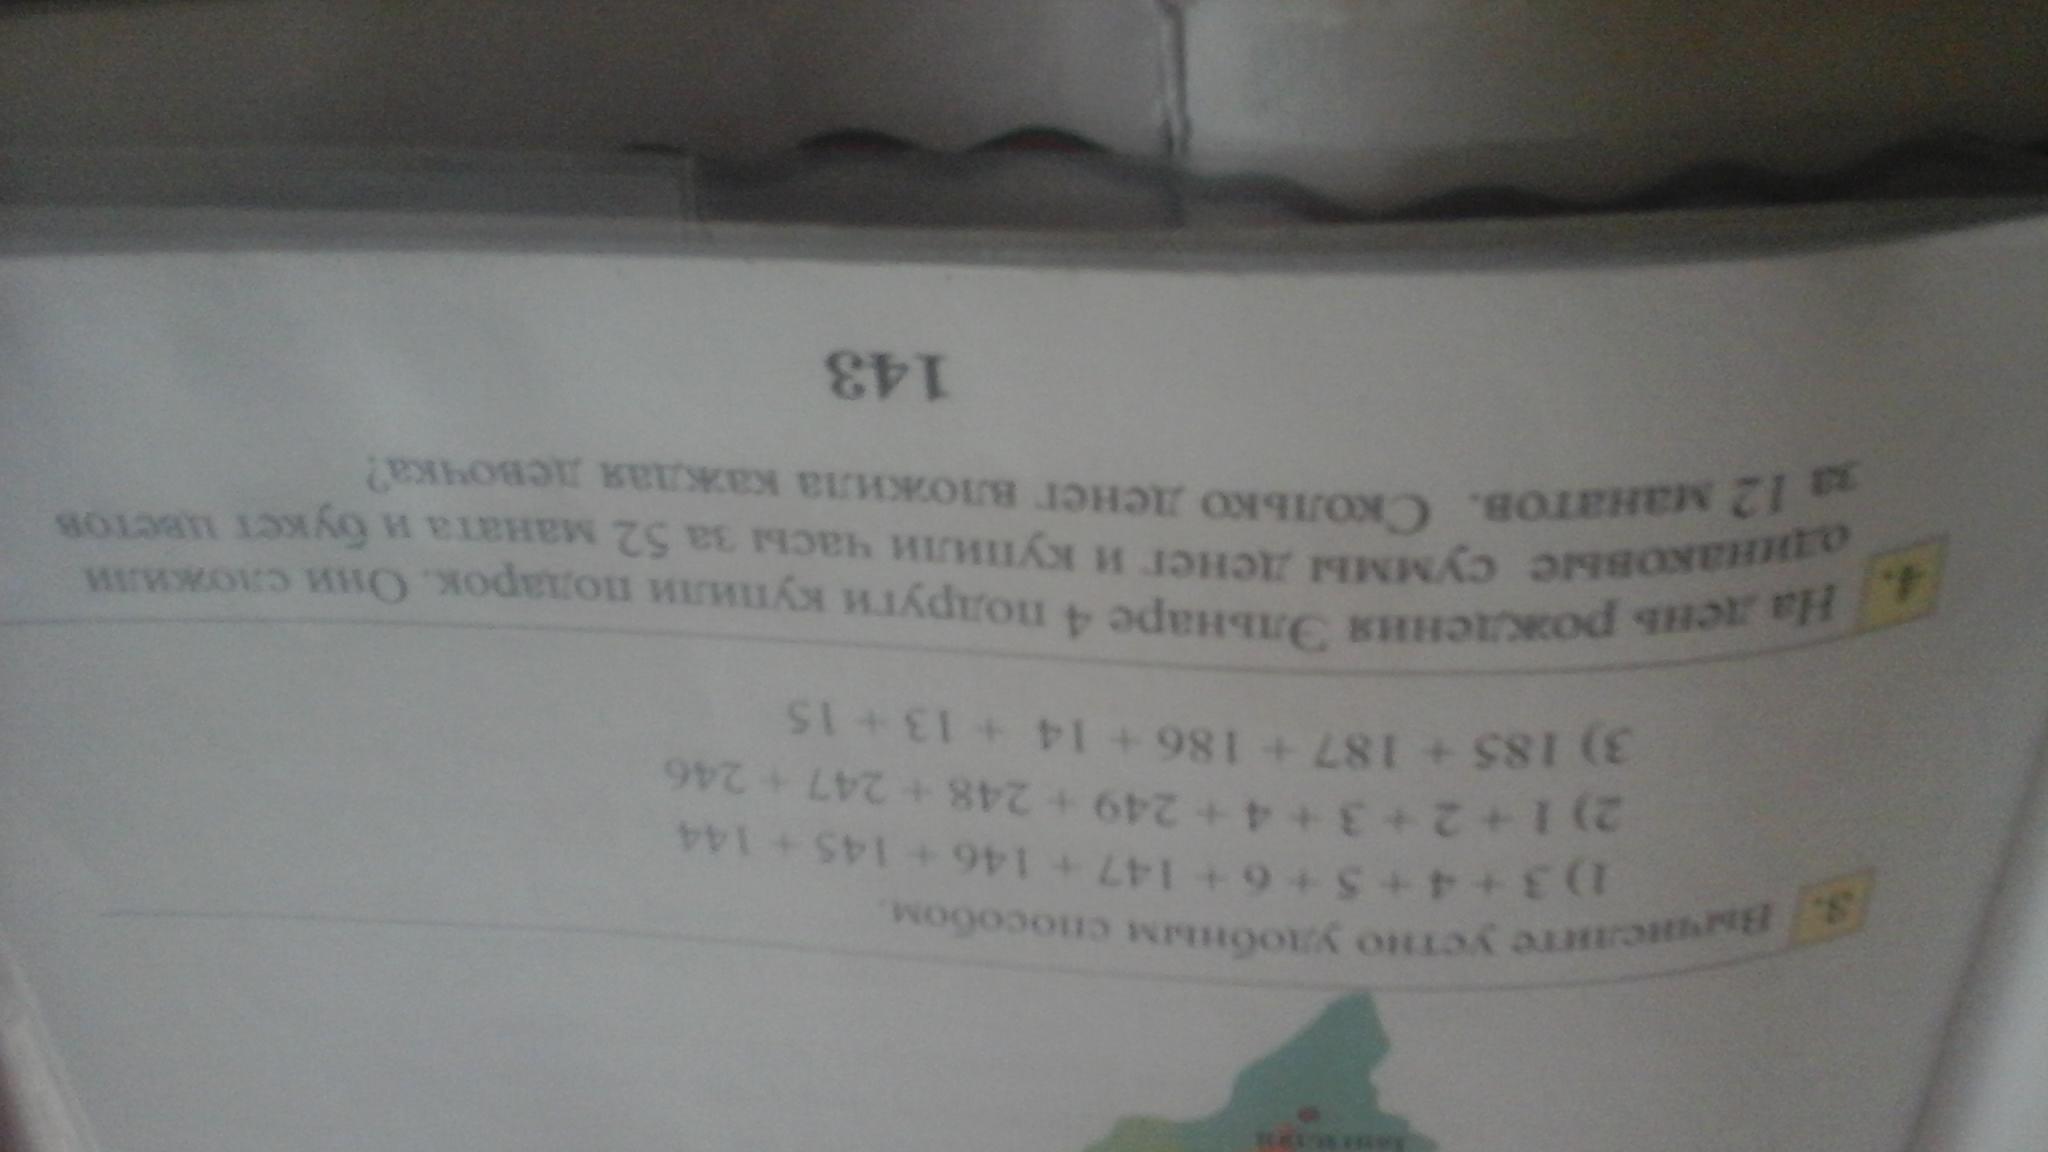 3. Вычислите устно удобным способом.
1) 3 + 4 + 5 + 6 + 147 + 146 + 145 + 144
2) 1 + 2 + 3 + 4 + 249 + 248 + 247 + 246
3) 185 + 187 + 186 + 14 + 13 + 15
4. На день рождения Эльнаре 4 подруги купили подарок. Они сложили
одинаковые суммы денег и купили часы за 52 маната и букет цветов
за 12 манатов. Сколько денег вложила каждая девочка?
143